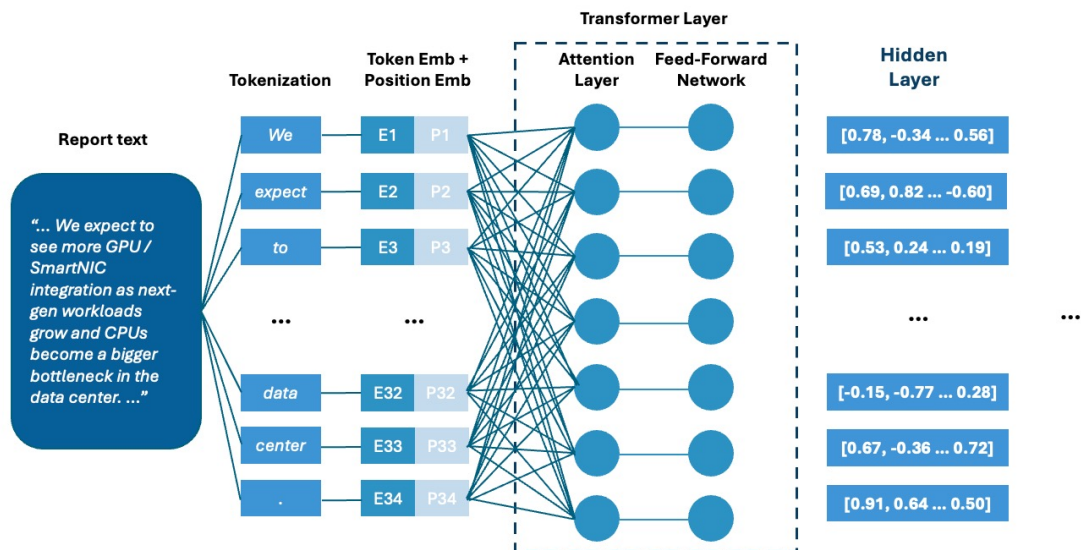 Transformer Layer
Tokenization
Token Emb +
Position Emb
Attention
Layer
Feed-Forward
Network
Hidden
Layer
Report text
"... We expect to
see more GPU /
SmartNIC
integration as next-
gen workloads
grow and CPUs
become a bigger
bottleneck in the
data center. ..."
We
E1 P1
[0.78, -0.34 ... 0.56]
expect
E2 P2
[0.69, 0.82 ... -0.60]
to
E3 P3
[0.53, 0.24 ... 0.19]
... ... ... ...
data
E32 P32
[-0.15, -0.77 ... 0.28]
center
E33 P33
[0.67, -0.36 ... 0.72]
.
E34 P34
[0.91, 0.64 ... 0.50]